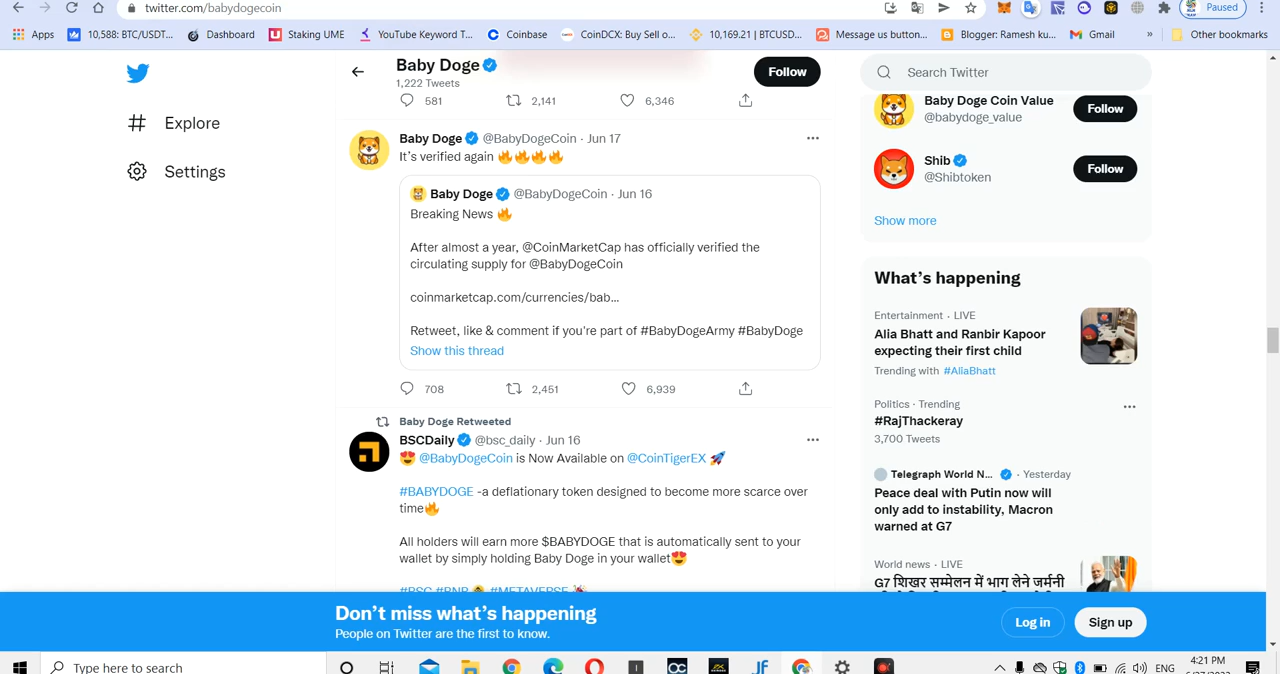 twitter.com/babydogecoin
Paused
Apps
10,588: BTC/USDT...
Dashboard
Staking UME
YouTube Keyword T...
Coinbase
CoinDCX: Buy Sell o...
10,169.21 | BTCUSD...
Message us button...
Blogger: Ramesh ku...
Gmail
»
Other bookmarks
Explore
Settings
Baby Doge
1,222 Tweets
Follow
581
2,141
6,346
Baby Doge @BabyDogeCoin · Jun 17
It's verified again 🔥🔥🔥🔥
Baby Doge @BabyDogeCoin · Jun 16
Breaking News 🔥
After almost a year, @CoinMarketCap has officially verified the
circulating supply for @BabyDogeCoin
coinmarketcap.com/currencies/bab...
Retweet, like & comment if you're part of #BabyDogeArmy #BabyDoge
Show this thread
708
2,451
6,939
Baby Doge Retweeted
BSCDaily @bsc_daily · Jun 16
😍 @BabyDogeCoin is Now Available on @CoinTigerEX 🚀
#BABYDOGE -a deflationary token designed to become more scarce over
time🔥
All holders will earn more $BABYDOGE that is automatically sent to your
wallet by simply holding Baby Doge in your wallet😍
#BSC #BNB #METAVERSE
Search Twitter
Baby Doge Coin Value
@babydoge_value
Follow
Shib
@Shibtoken
Follow
Show more
What's happening
Entertainment · LIVE
Alia Bhatt and Ranbir Kapoor
expecting their first child
Trending with #AliaBhatt
Politics · Trending
#RajThackeray
3,700 Tweets
Telegraph World N... · Yesterday
Peace deal with Putin now will
only add to instability, Macron
warned at G7
World news · LIVE
G7 शिखर सम्मेलन में भाग लेने जर्मनी
Don't miss what's happening
People on Twitter are the first to know.
Log in
Sign up
Type here to search
ENG
4:21 PM